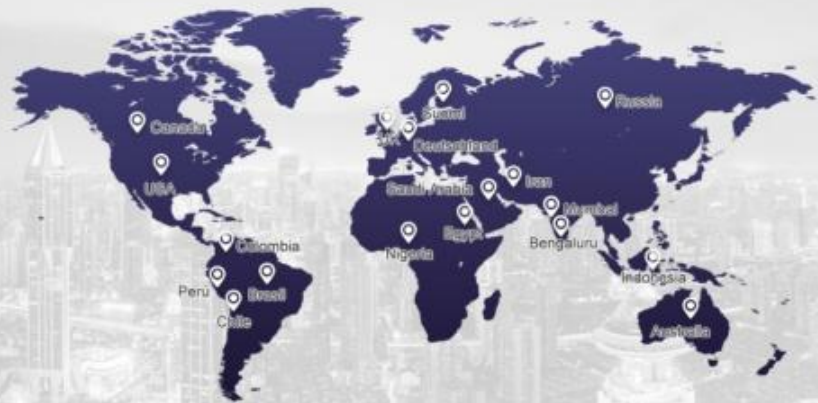 Suomi
Russia
Canada
UK
Deutschland
USA
Saudi Arabia
Iran
Mumbai
Egypt
Bengaluru
Nigeria
Colombia
Indonesia
Peru
Brasil
Chile
Australia